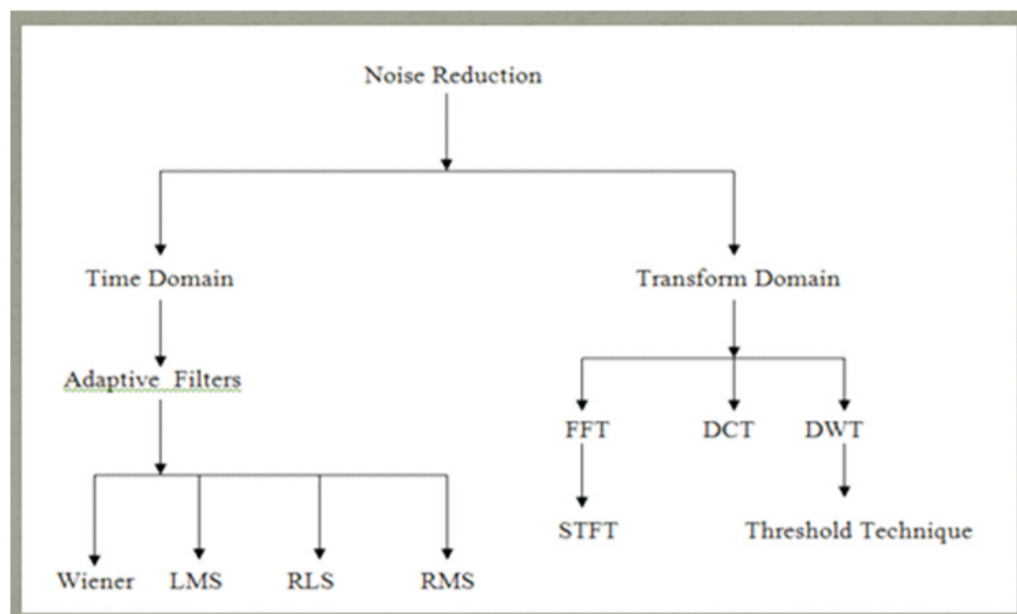 Noise Reduction
Time Domain
Transform Domain
Adaptive Filters
FFT
DCT
DWT
STFT
Threshold Technique
Wiener
LMS
RLS
RMS